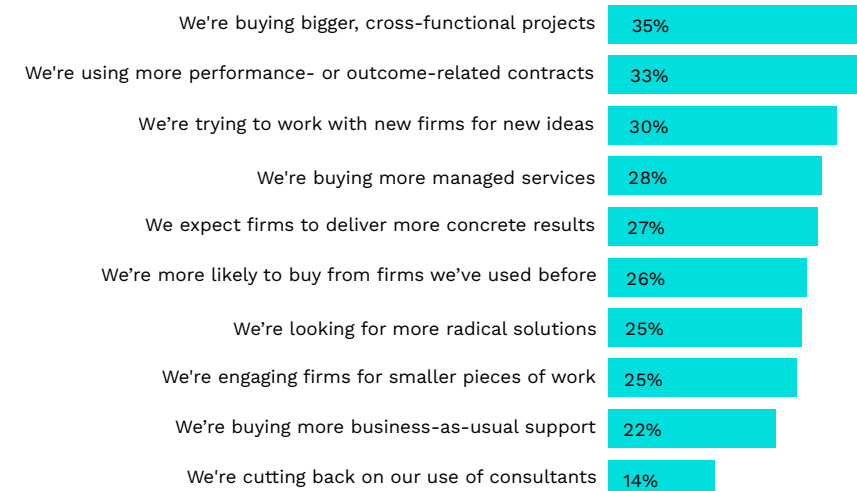 We're buying bigger, cross-functional projects 35%
We're using more performance- or outcome-related contracts 33%
We’re trying to work with new firms for new ideas 30%
We're buying more managed services 28%
We expect firms to deliver more concrete results 27%
We’re more likely to buy from firms we’ve used before 26%
We’re looking for more radical solutions 25%
We're engaging firms for smaller pieces of work 25%
We’re buying more business-as-usual support 22%
We're cutting back on our use of consultants 14%